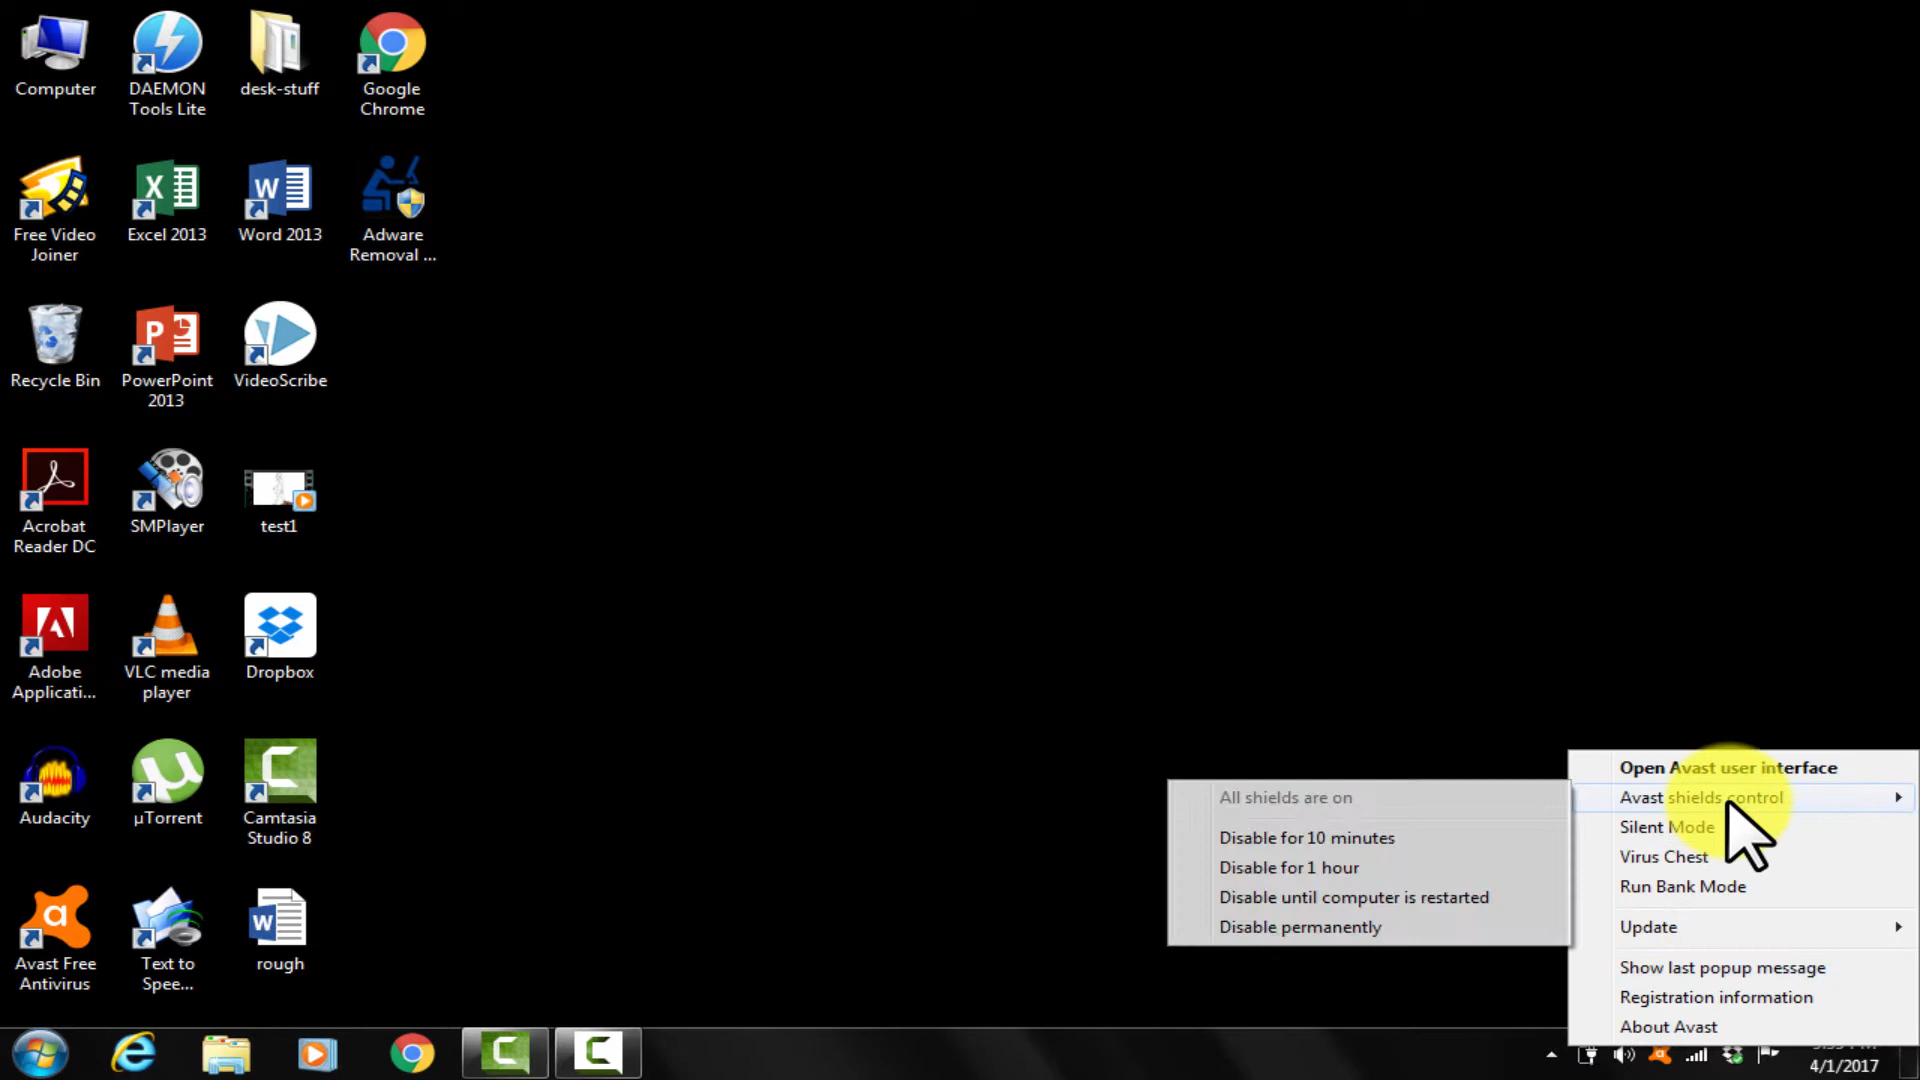 Computer
DAEMON
Tools Lite
desk-stuff
Google
Chrome
Free Video
Joiner
Excel 2013
Word 2013
Adware
Removal ...
Recycle Bin
PowerPoint
2013
VideoScribe
Acrobat
Reader DC
SMPlayer
test1
Adobe
Applicati...
VLC media
player
Dropbox
Audacity
µTorrent
Camtasia
Studio 8
Avast Free
Antivirus
Text to
Spee...
rough
All shields are on
Disable for 10 minutes
Disable for 1 hour
Disable until computer is restarted
Disable permanently
Open Avast user interface
Avast shields control
Silent Mode
Virus Chest
Run Bank Mode
Update
Show last popup message
Registration information
About Avast
4/1/2017